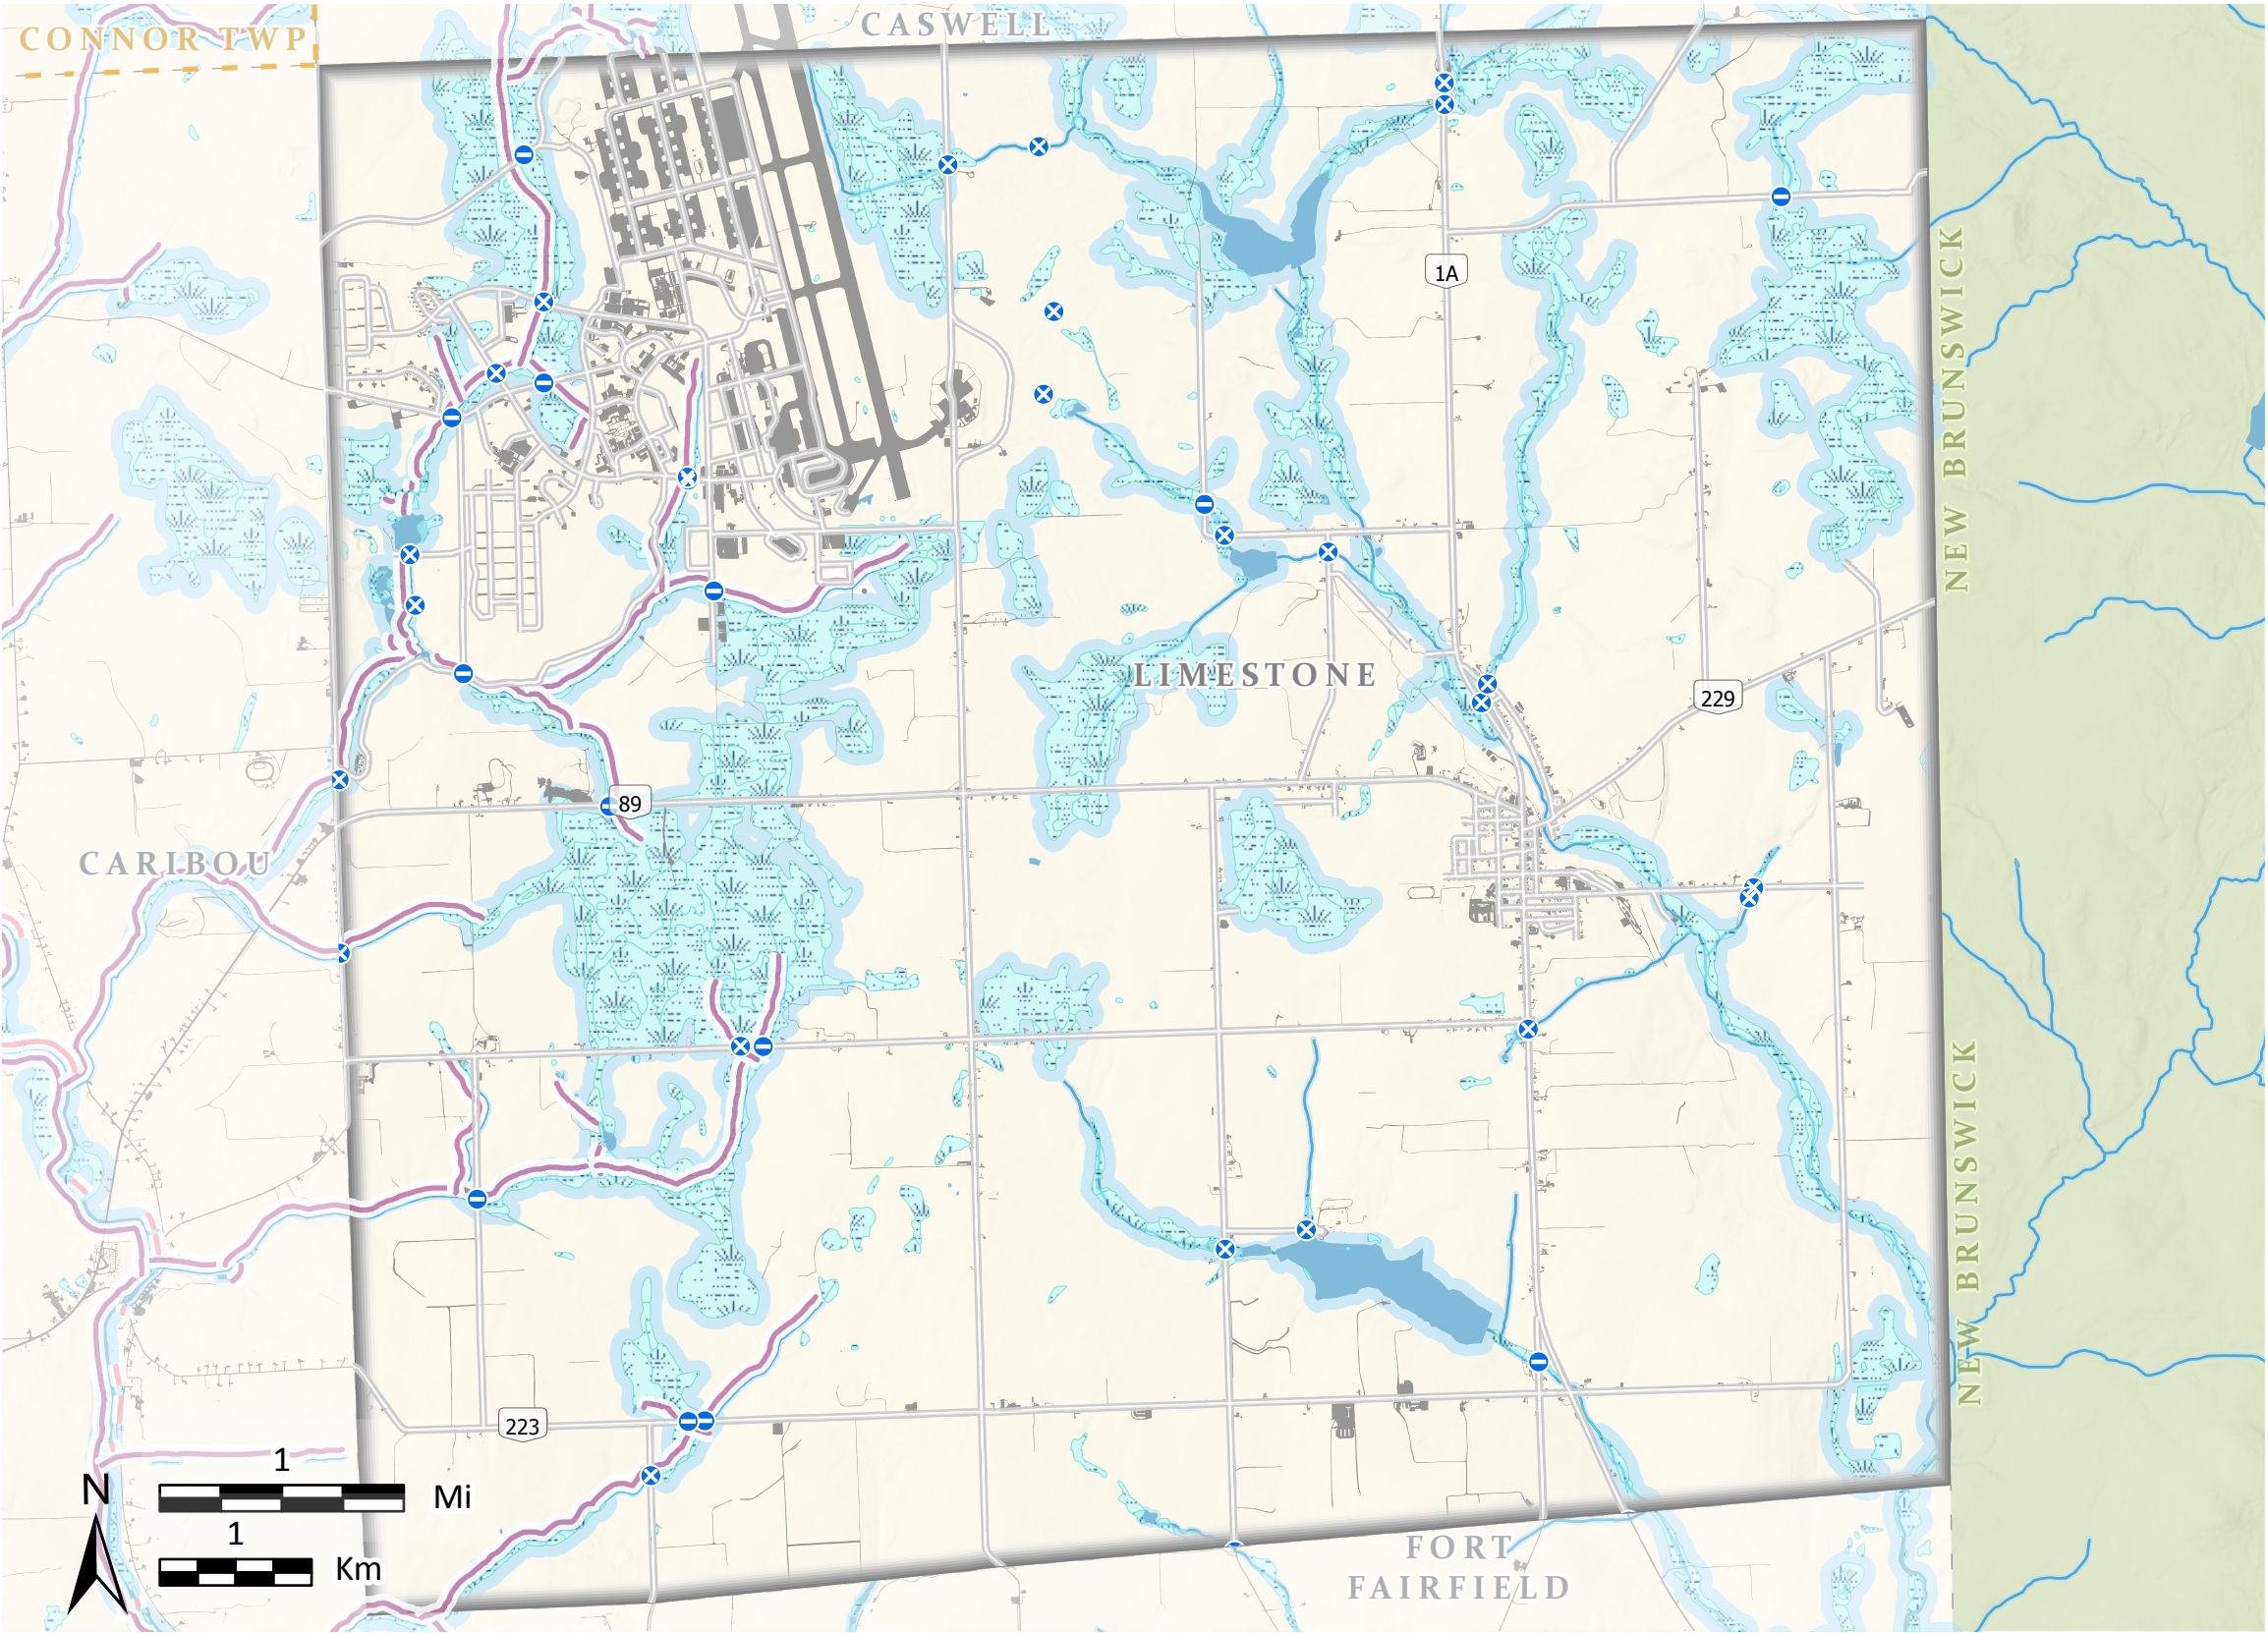 CONNOR TWP
CASWELL
1A
NEW BRUNSWICK
LIMESTONE
229
89
CARIBOU
NEW BRUNSWICK
223
1
Mi
N
1
Km
FORT
FAIRFIELD